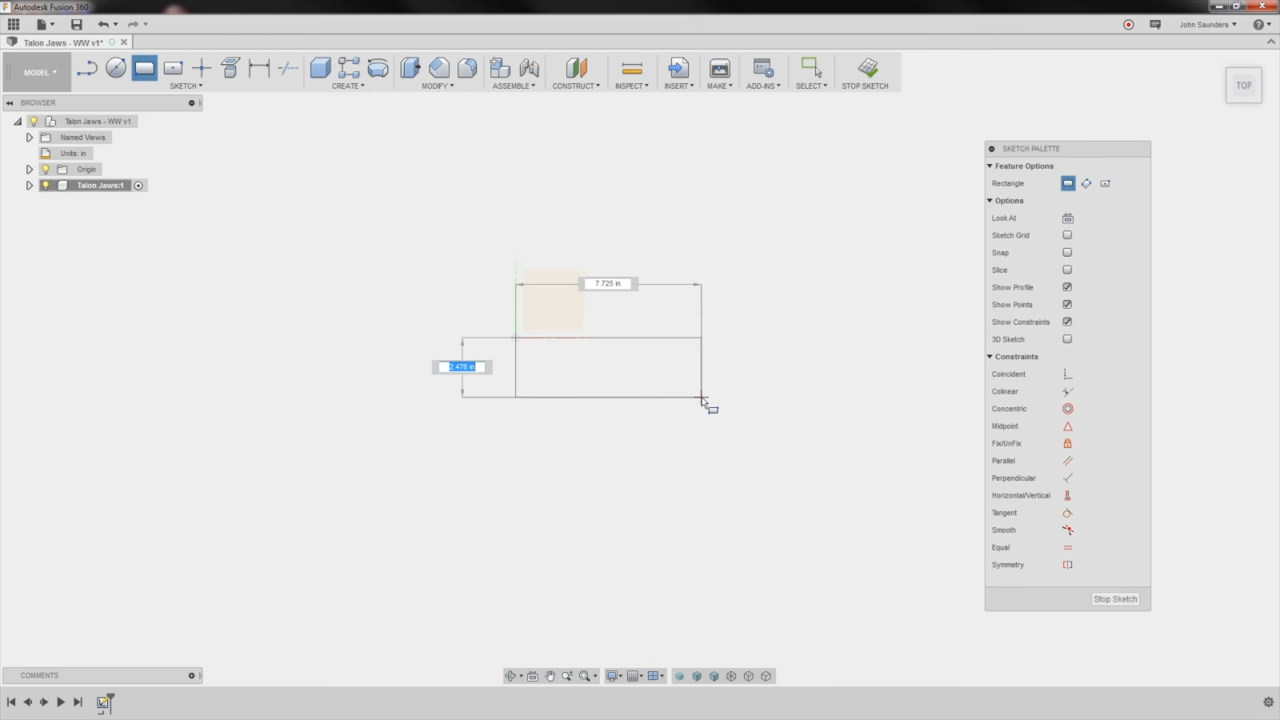 Autodesk Fusion 360
John Saunders
Talon Jaws - WW v1*
MODEL
SKETCH
CREATE
MODIFY
ASSEMBLE
CONSTRUCT
INSPECT
INSERT
MAKE
ADD-INS
SELECT
STOP SKETCH
TOP
BROWSER
Talon Jaws - WW v1
Named Views
Units: in
Origin
Talon Jaws:1
7.725 in
2.476 in
SKETCH PALETTE
Feature Options
Rectangle
Options
Look At
Sketch Grid
Snap
Slice
Show Profile
Show Points
Show Constraints
3D Sketch
Constraints
Coincident
Colinear
Concentric
Midpoint
Fix/UnFix
Parallel
Perpendicular
Horizontal/Vertical
Tangent
Smooth
Equal
Symmetry
Stop Sketch
COMMENTS